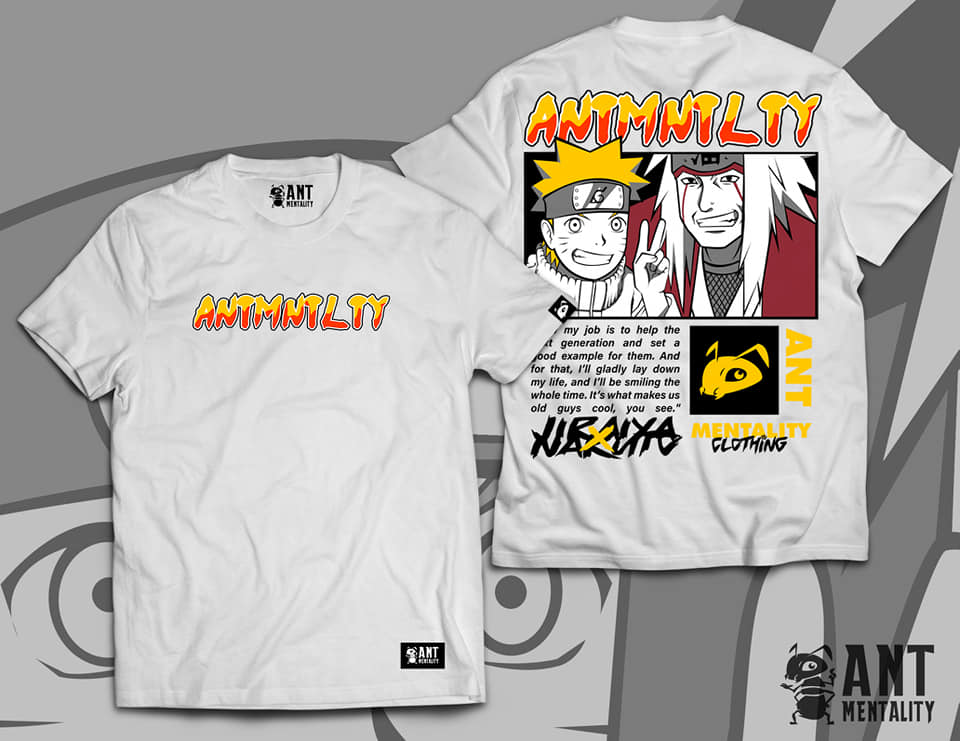 ANT
MENTALITY
ANTMNTLTY
ANT
MENTALITY
ANTMNTLTY
my job is to help the
generation and set a
good example for them. And
for that, I'll gladly lay down
my life, and I'll be smiling the
whole time. It's what makes us
old guys cool, you see."
ANT
MENTALITY
CLOTHING
ANT
MENTALITY